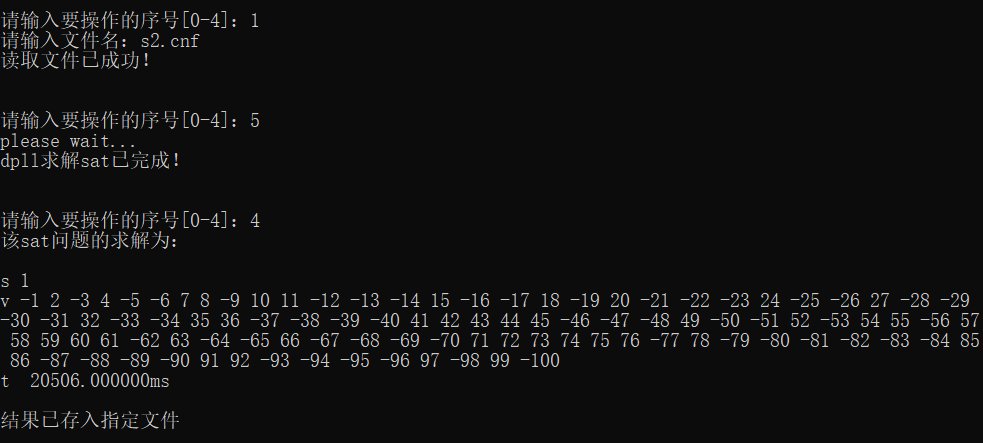 请输入要操作的序号[0-4]: 1
请输入文件名: s2.cnf
读取文件已成功!
请输入要操作的序号[0-4]: 5
please wait...
dpll求解sat已完成!
请输入要操作的序号[0-4]: 4
该sat问题的求解为:
s 1
v -1 2 -3 4 -5 -6 7 8 -9 10 11 -12 -13 -14 15 -16 -17 18 -19 20 -21 -22 -23 24 -25 -26 27 -28 -29
-30 -31 32 -33 -34 35 36 -37 -38 -39 -40 41 42 43 44 45 -46 -47 -48 49 -50 -51 52 -53 54 55 -56 57
58 59 60 61 -62 63 -64 -65 66 -67 -68 -69 -70 71 72 73 74 75 76 -77 78 -79 -80 -81 -82 -83 -84 85
86 -87 -88 -89 -90 91 92 -93 -94 -95 -96 97 -98 99 -100
t  20506.000000ms
结果已存入指定文件